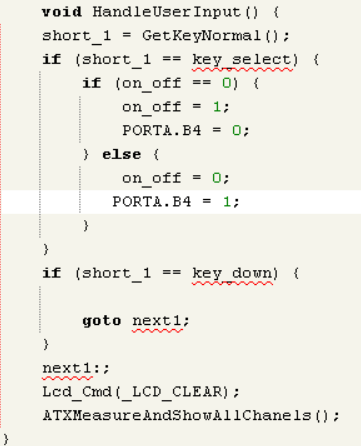 void HandleUserInput() {
short_1 = GetKeyNormal();
if (short_1 == key_select) {
if (on_off == 0) {
on_off = 1;
PORTA.B4 = 0;
} else {
on_off = 0;
PORTA.B4 = 1;
}
}
if (short_1 == key_down) {
goto next1;
}
next1:;
Lcd_Cmd(_LCD_CLEAR);
ATXMeasureAndShowAllChanels();
}